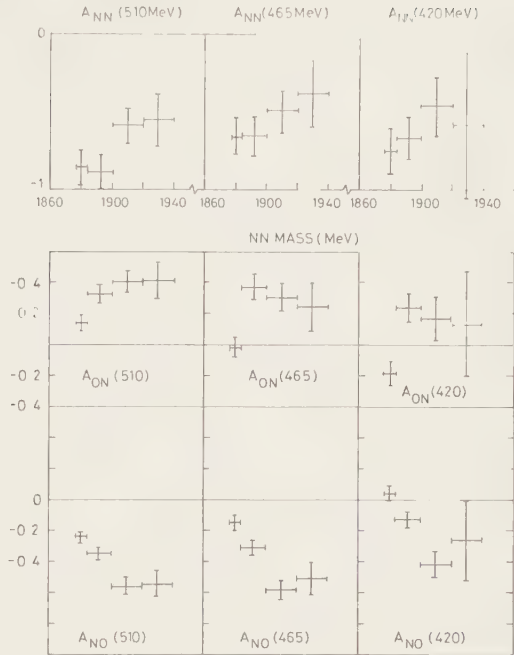 A_NN (510MeV) A_NN (465MeV) A_NN (420MeV)
0
-1
1860 1900 1940 1860 1900 1940 1860 1900 1940
NN MASS (MeV)
-0.4
0.2
A_ON (510) A_ON (465) A_ON (420)
-0.2
-0.4
0
-0.2
-0.4
A_NO (510) A_NO (465) A_NO (420)